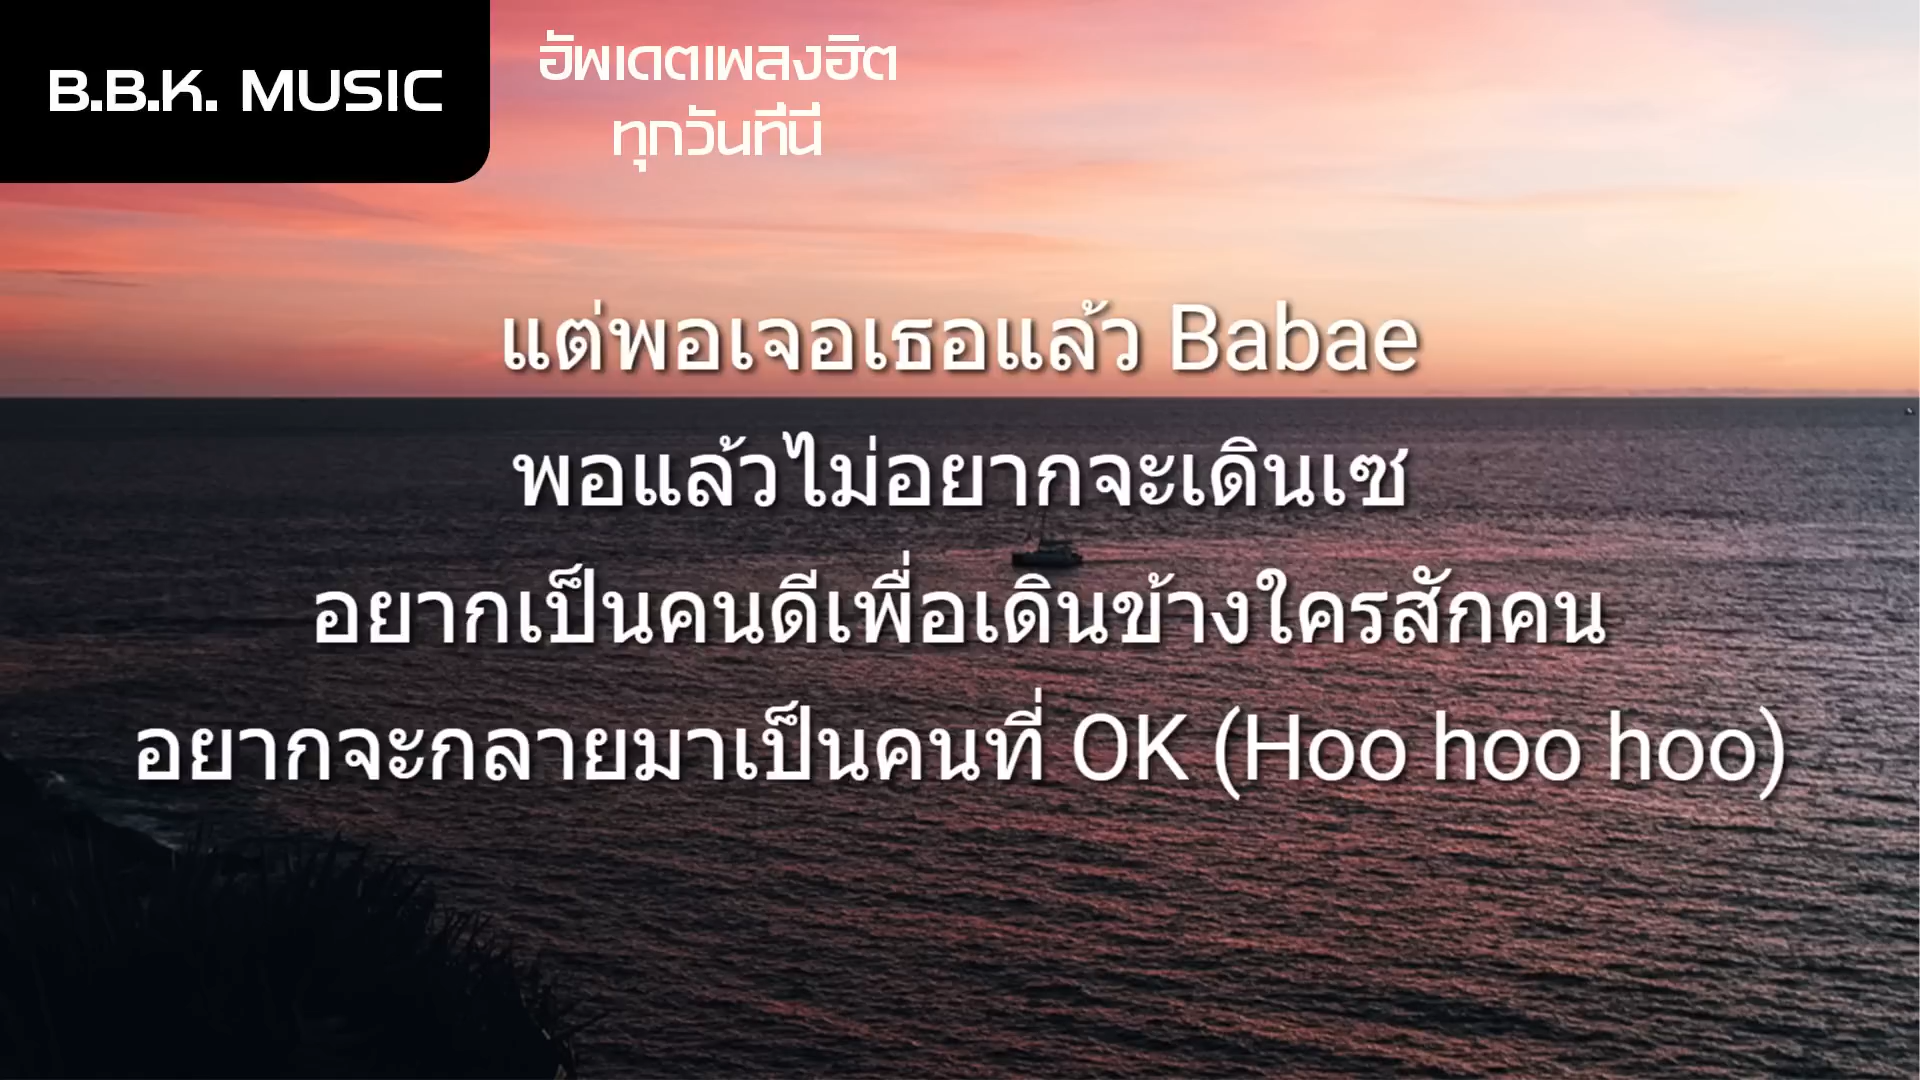 B.B.K. MUSIC
อัพเดตเพลงฮิต
ทุกวันที่นี่
แต่พอเจอเธอแล้ว Babae
พอแล้วไม่อยากจะเดินเซ
อยากเป็นคนดีเพื่อเดินข้างใครสักคน
อยากจะกลายมาเป็นคนที่ OK (Hoo hoo hoo)